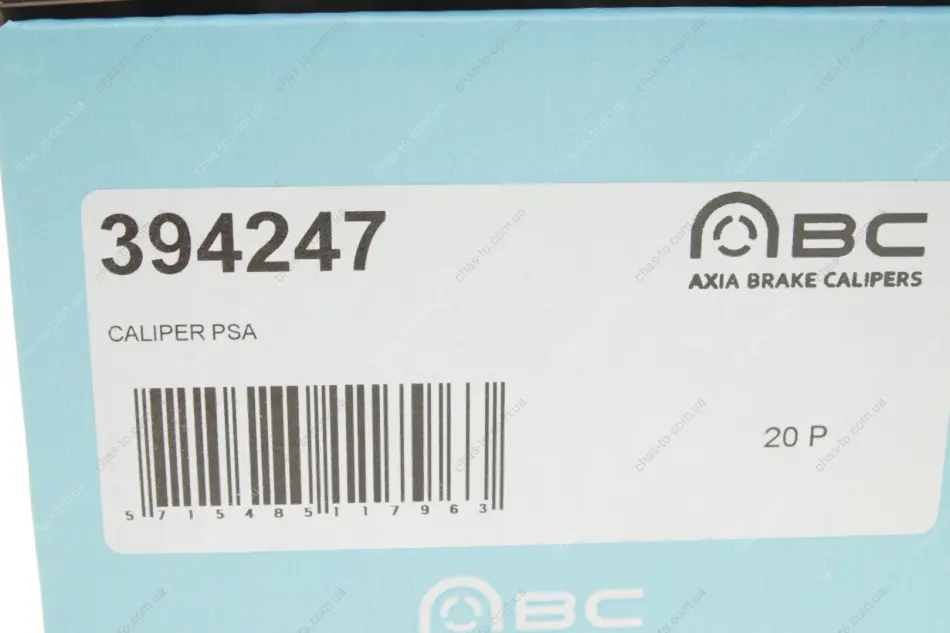 394247
ABC
AXIA BRAKE CALIPERS
CALIPER PSA
20 P
5 715485 117963
ABC
chas-to.com.ua